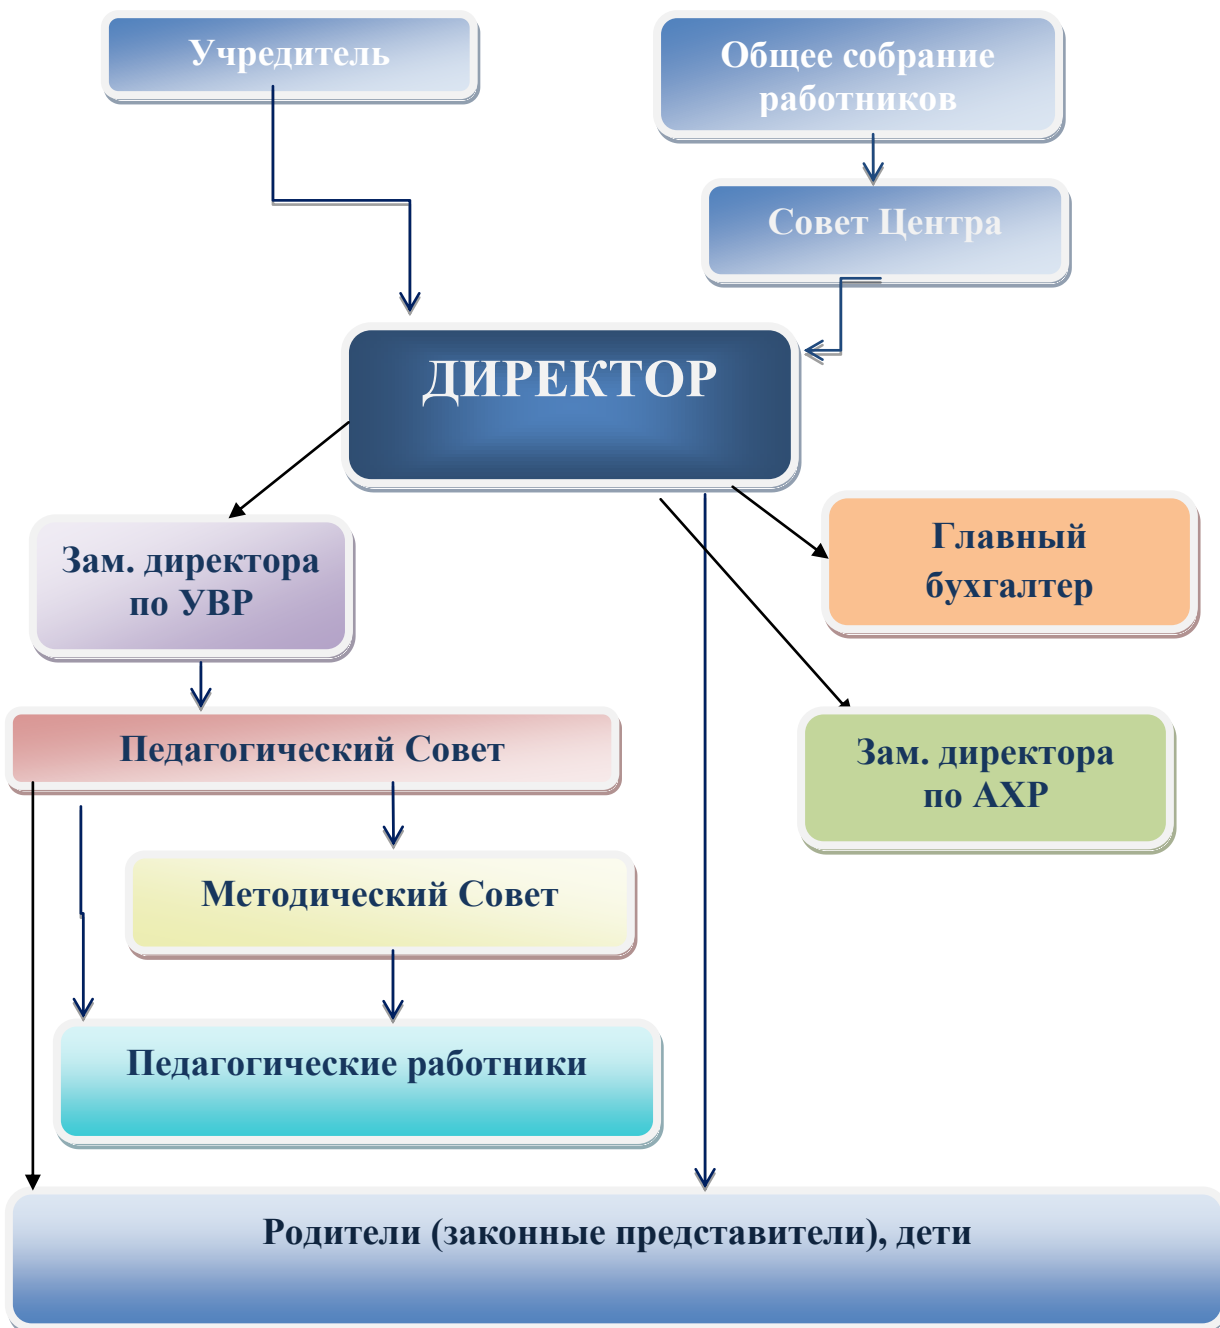 Учредитель
Общее собрание
работников
Совет Центра
ДИРЕКТОР
Главный
бухгалтер
Зам. директора
по УВР
Педагогический Совет
Зам. директора
по АХР
Методический Совет
Педагогические работники
Родители (законные представители), дети